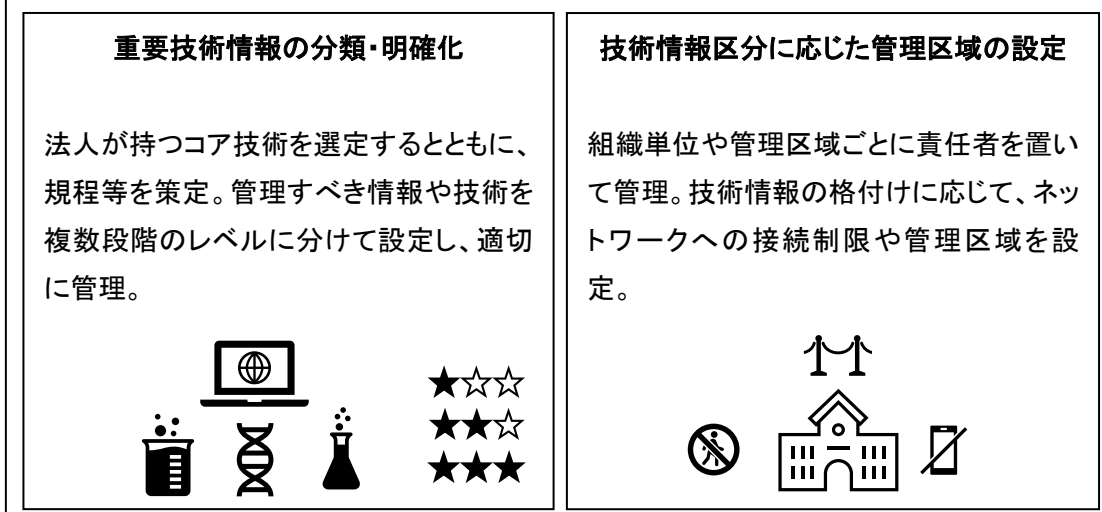 重要技術情報の分類・明確化
法人が持つコア技術を選定するとともに、
規程等を策定。管理すべき情報や技術を
複数段階のレベルに分けて設定し、適切
に管理。
技術情報区分に応じた管理区域の設定
組織単位や管理区域ごとに責任者を置い
て管理。技術情報の格付けに応じて、ネッ
トワークへの接続制限や管理区域を設
定。